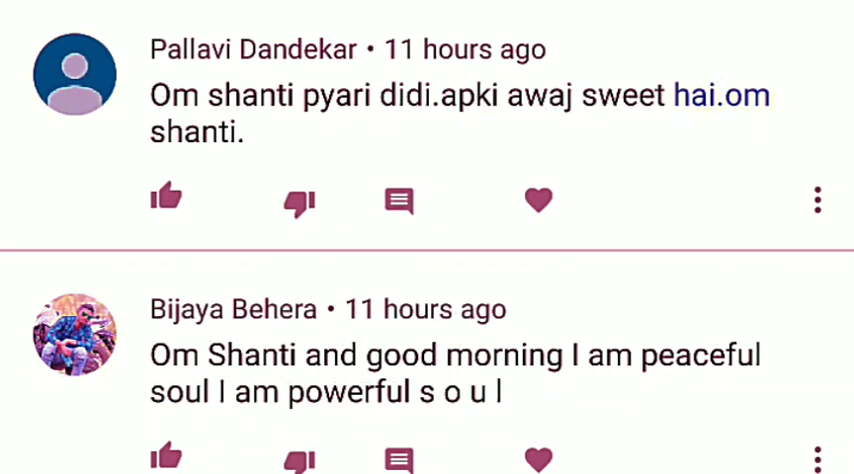 Pallavi Dandekar • 11 hours ago
Om shanti pyari didi.apki awaj sweet hai.om
shanti.
Bijaya Behera • 11 hours ago
Om Shanti and good morning I am peaceful
soul I am powerful s o u l